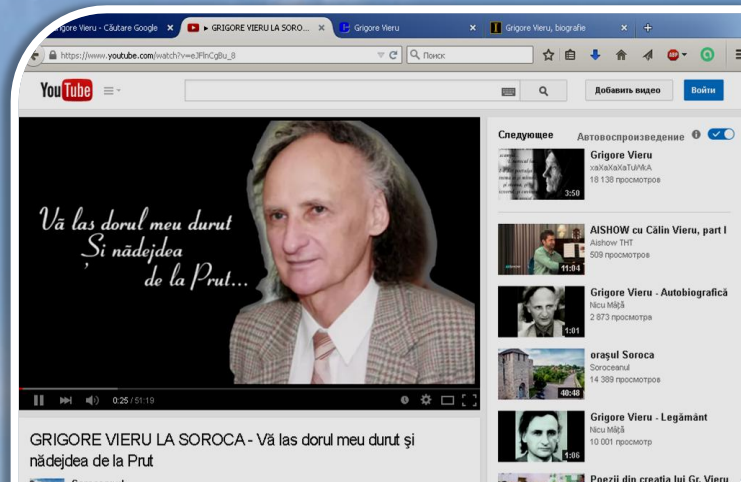 Grigore Vieru - Căutare Google ×
► GRIGORE VIERU LA SORO... ×
Grigore Vieru ×
Grigore Vieru, biografie ×
https://www.youtube.com/watch?v=eJFlnCgBu_8
Поиск
YouTube
Добавить видео
Войти
Vă las dorul meu durut
Și nădejdea
de la Prut...
0:25 / 51:19
GRIGORE VIERU LA SOROCA - Vă las dorul meu durut şi
nădejdea de la Prut
Следующее
Автовоспроизведение
Grigore Vieru
18 138 просмотров
3:50
AISHOW cu Călin Vieru, part I
Aishow THT
509 просмотров
11:04
Grigore Vieru - Autobiografică
Nicu Mâță
2 873 просмотра
1:01
oraşul Soroca
Soroceanul
14 389 просмотров
40:48
Grigore Vieru - Legământ
Nicu Mâță
10 001 просмотр
1:06
Poezii din creatia lui Gr. Vieru